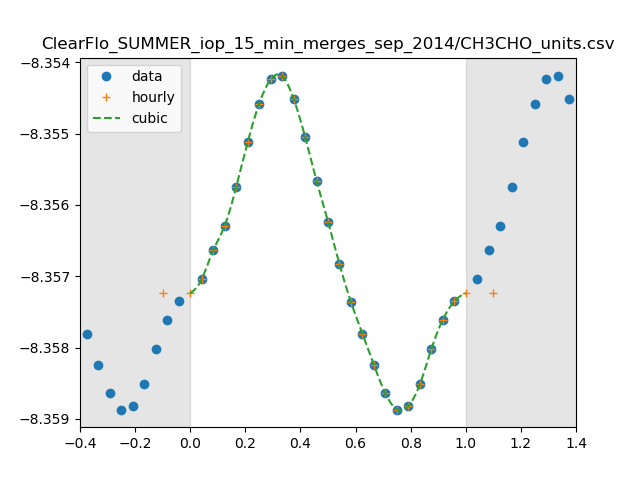 ClearFlo_SUMMER_iop_15_min_merges_sep_2014/CH3CHO_units.csv
data
hourly
cubic
−8.354
−8.355
−8.356
−8.357
−8.358
−8.359
−0.4 −0.2 0.0 0.2 0.4 0.6 0.8 1.0 1.2 1.4